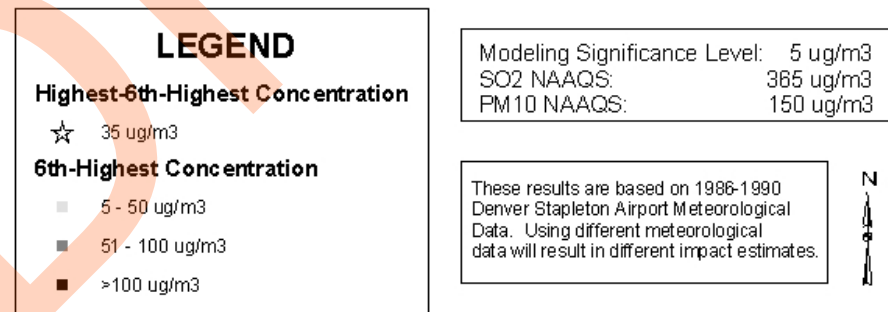 LEGEND
Highest-6th-Highest Concentration
35 ug/m3
6th-Highest Concentration
5 - 50 ug/m3
51 - 100 ug/m3
>100 ug/m3
Modeling Significance Level: 5 ug/m3
SO2 NAAQS: 365 ug/m3
PM10 NAAQS: 150 ug/m3
These results are based on 1986-1990
Denver Stapleton Airport Meteorological
Data. Using different meteorological
data will result in different impact estimates.
N